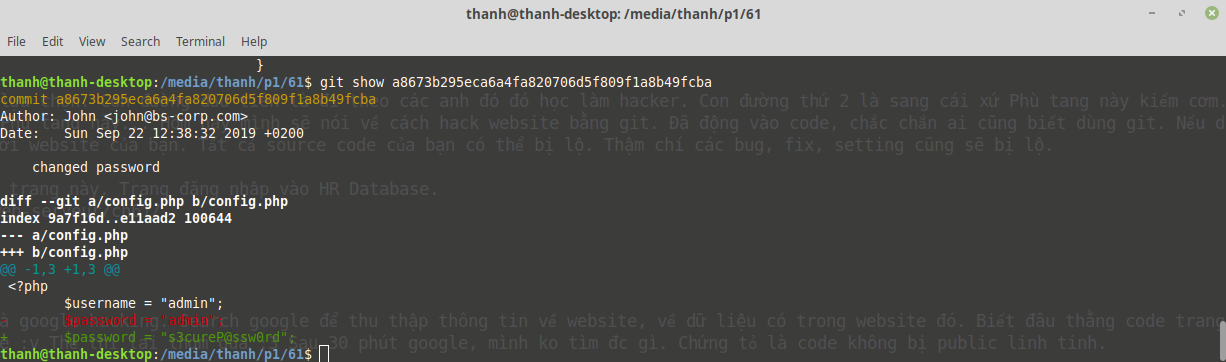 thanh@thanh-desktop: /media/thanh/p1/61
File Edit View Search Terminal Help
}
thanh@thanh-desktop:/media/thanh/p1/61$ git show a8673b295eca6a4fa820706d5f809f1a8b49fcba
commit a8673b295eca6a4fa820706d5f809f1a8b49fcba
các anh đó đó học làm hacker. Con đường thứ 2 là sang cái xứ Phù tang này kiếm cơm.
Author: John <john@bs-corp.com>
mình sẽ nói về cách hack website bằng git. Đã động vào code, chắc chắn ai cũng biết dùng git. Nếu d
Date: Sun Sep 22 12:38:32 2019 +0200
ới website của bạn. Tất cả source code của bạn có thể bị lộ. Thậm chí các bug, fix, setting cũng sẽ bị lộ.
changed password
trang này. Trang đăng nhập vào HR Database.
diff --git a/config.php b/config.php
index 9a7f16d..e11aad2 100644
--- a/config.php
+++ b/config.php
@@ -1,3 +1,3 @@
<?php
$username = "admin";
- $password = "admin";
à google hacking. Search google để thu thập thông tin về website, về dữ liệu có trong website đó. Biết đâu thằng code trang
+ $password = "s3cureP@ssw0rd";
30 phút google, mình ko tìm đc gì. Chứng tỏ là code không bị public linh tinh.
thanh@thanh-desktop:/media/thanh/p1/61$